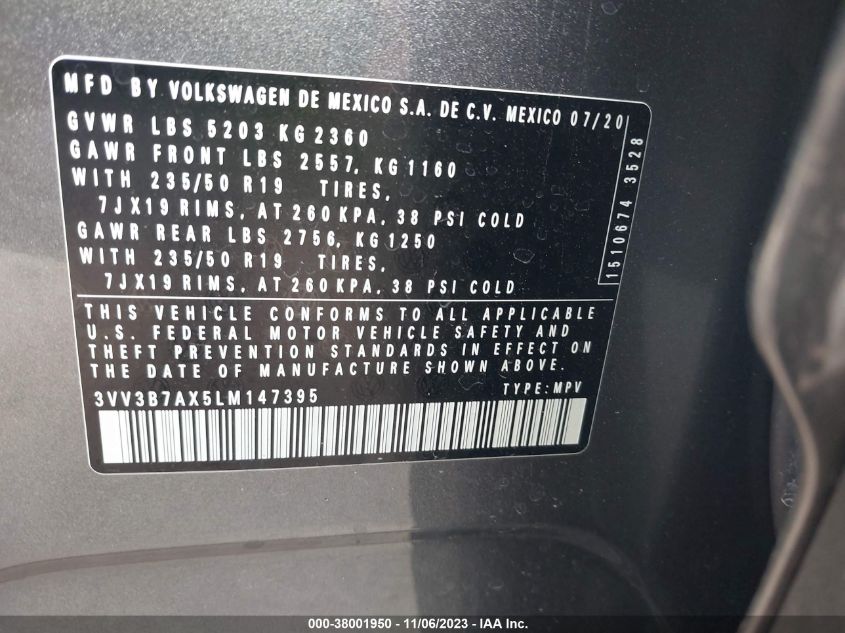 MFD BY VOLKSWAGEN DE MEXICO S.A. DE C.V. MEXICO 07/20
GVWR LBS 5203 KG 2360
GAWR FRONT LBS 2557, KG 1160
WITH 235/50 R19 TIRES,
7JX19 RIMS, AT 260 KPA, 38 PSI COLD
GAWR REAR LBS 2756, KG 1250
WITH 235/50 R19 TIRES,
7JX19 RIMS, AT 260 KPA, 38 PSI COLD
1510674 3528
THIS VEHICLE CONFORMS TO ALL APPLICABLE
U.S. FEDERAL MOTOR VEHICLE SAFETY AND
THEFT PREVENTION STANDARDS IN EFFECT ON
THE DATE OF MANUFACTURE SHOWN ABOVE.
3VV3B7AX5LM147395 TYPE: MPV
000-38001950 - 11/06/2023 - IAA Inc.